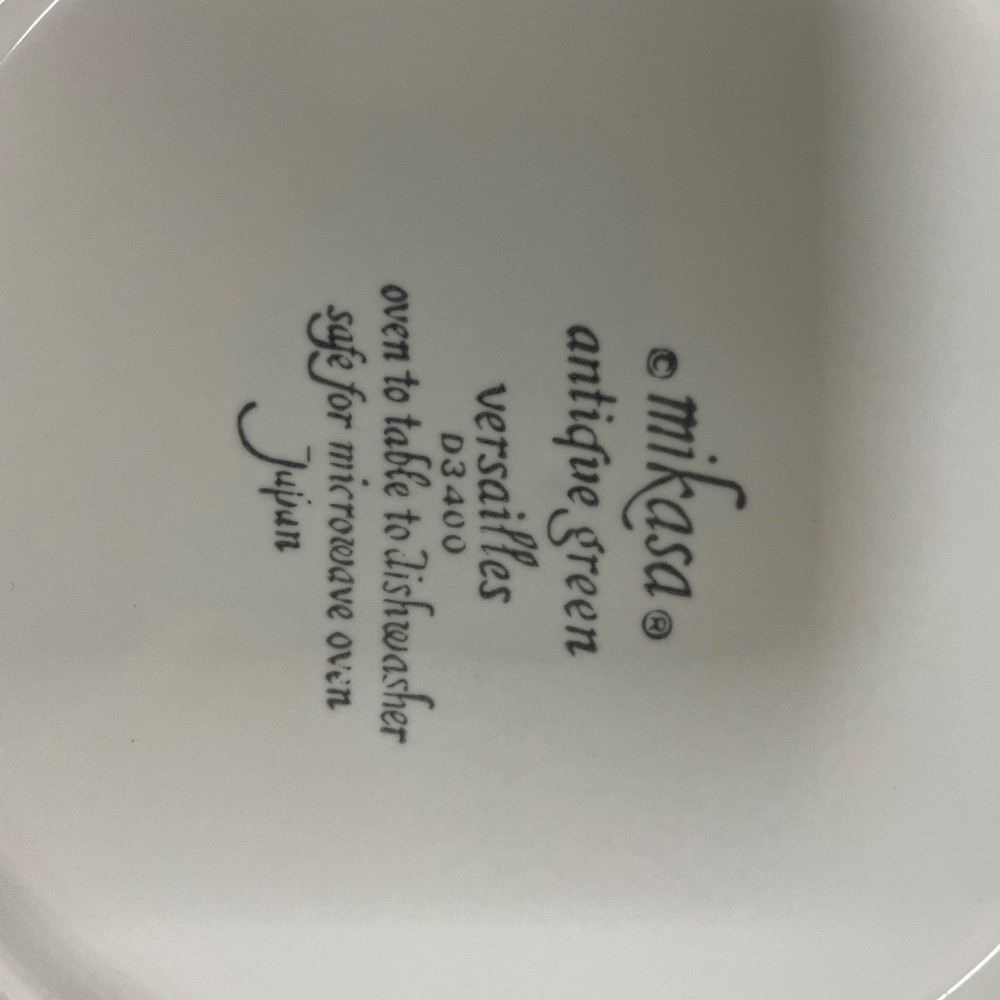 © mikasa ®
antique green
versailles
D3400
oven to table to dishwasher
safe for microwave oven
Japan